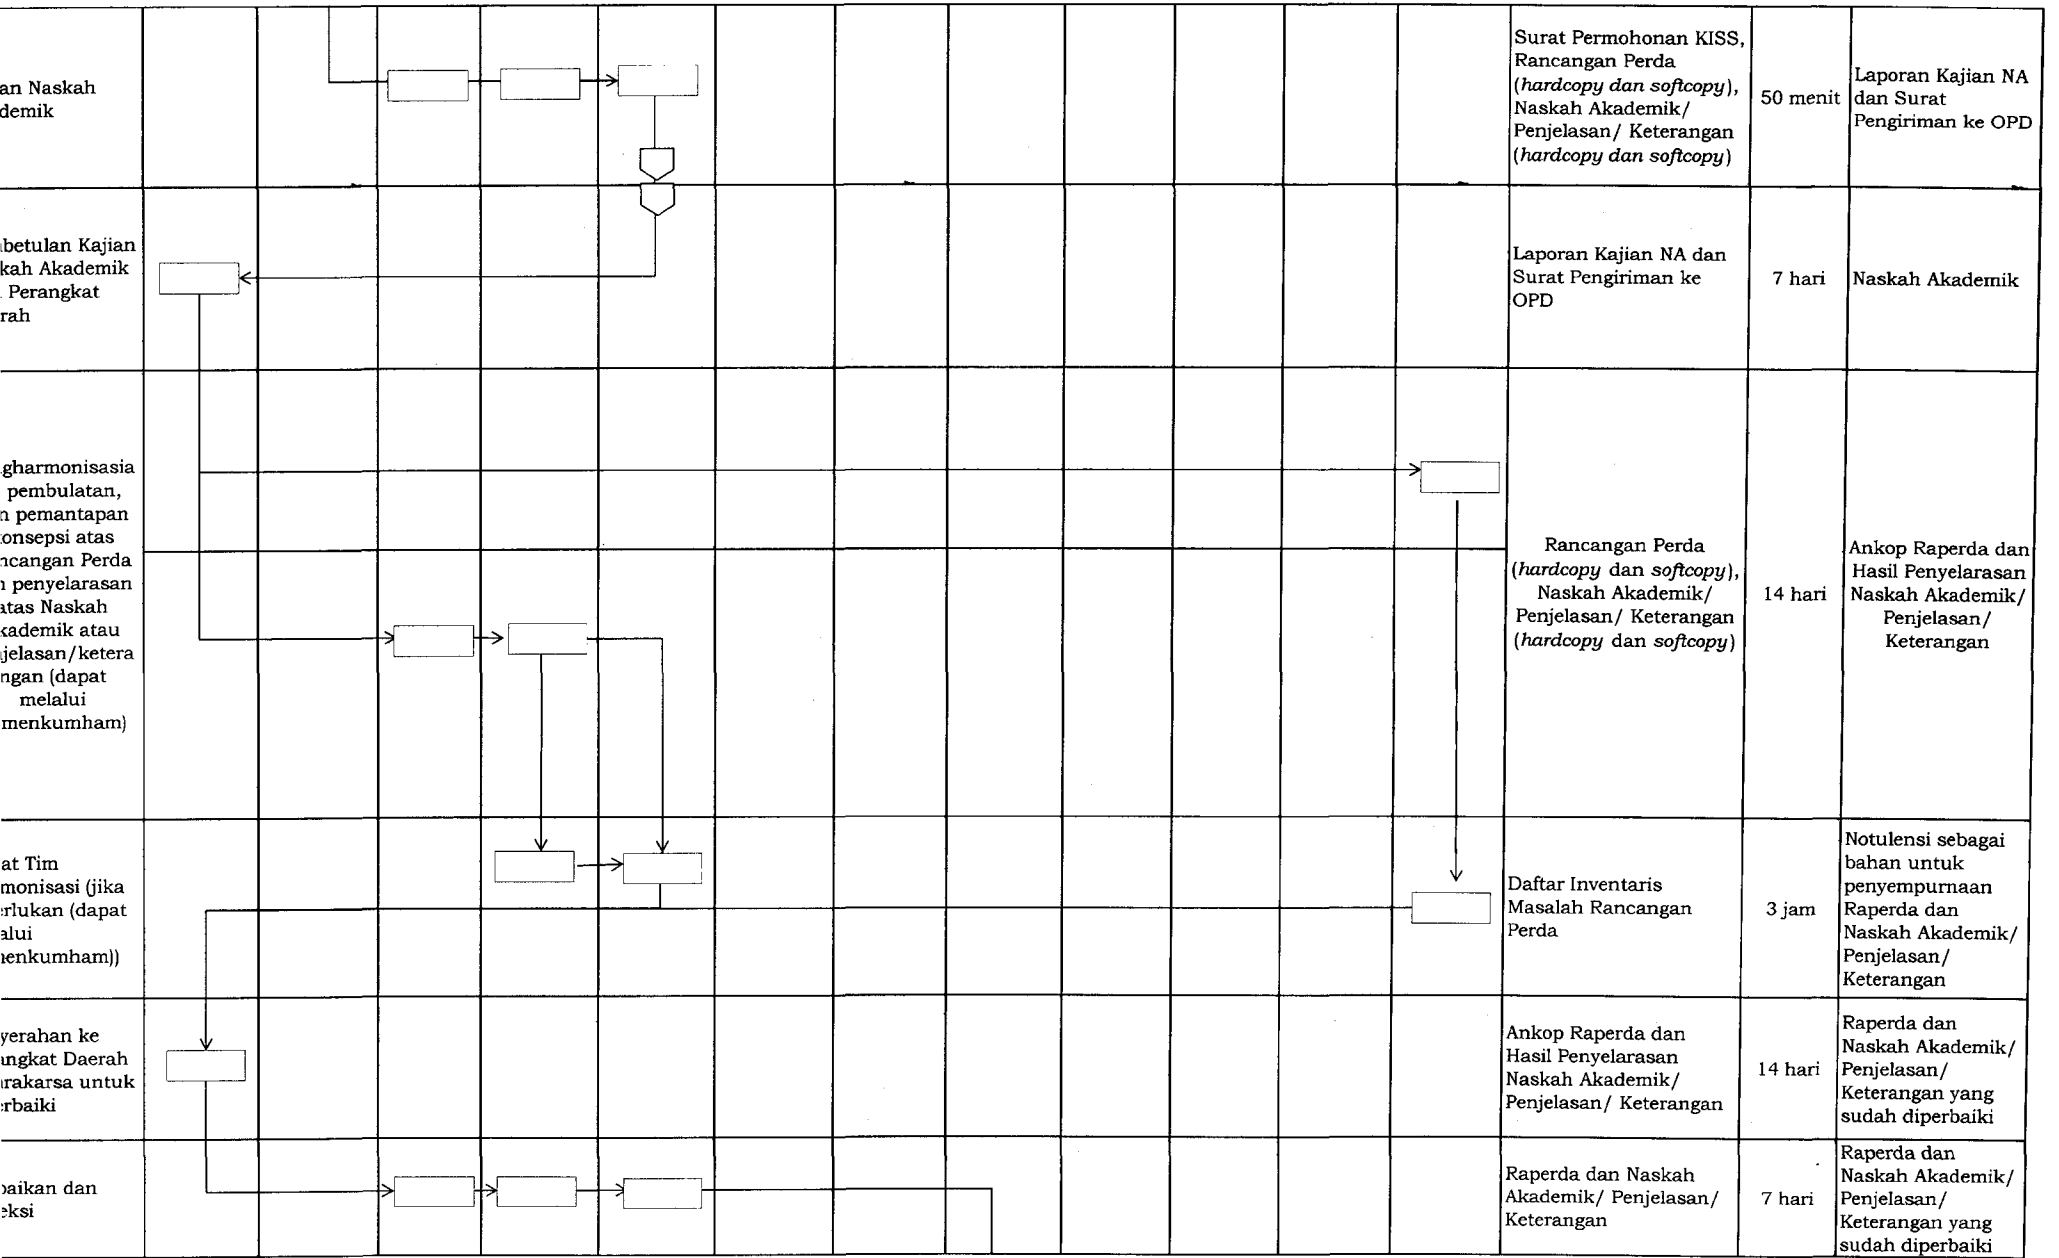 an Naskah
demik
Surat Permohonan KISS,
Rancangan Perda
(hardcopy dan softcopy),
Naskah Akademik/
Penjelasan/ Keterangan
(hardcopy dan softcopy)
50 menit
Laporan Kajian NA
dan Surat
Pengiriman ke OPD
betulan Kajian
kah Akademik
Perangkat
rah
Laporan Kajian NA dan
Surat Pengiriman ke
OPD
7 hari
Naskah Akademik
gharmonisasia
pembulatan,
n pemantapan
onsepsi atas
ncangan Perda
n penyelarasan
atas Naskah
kademik atau
jelasan/ketera
ngan (dapat
melalui
menkumham)
Rancangan Perda
(hardcopy dan softcopy),
Naskah Akademik/
Penjelasan/ Keterangan
(hardcopy dan softcopy)
14 hari
Ankop Raperda dan
Hasil Penyelarasan
Naskah Akademik/
Penjelasan/
Keterangan
at Tim
monisasi (jika
erlukan (dapat
alui
enkumham))
Daftar Inventaris
Masalah Rancangan
Perda
3 jam
Notulensi sebagai
bahan untuk
penyempurnaan
Raperda dan
Naskah Akademik/
Penjelasan/
Keterangan
yerahan ke
angkat Daerah
arakarsa untuk
erbaiki
Ankop Raperda dan
Hasil Penyelarasan
Naskah Akademik/
Penjelasan/ Keterangan
14 hari
Raperda dan
Naskah Akademik/
Penjelasan/
Keterangan yang
sudah diperbaiki
baikan dan
eksi
Raperda dan Naskah
Akademik/ Penjelasan/
Keterangan
7 hari
Raperda dan
Naskah Akademik/
Penjelasan/
Keterangan yang
sudah diperbaiki